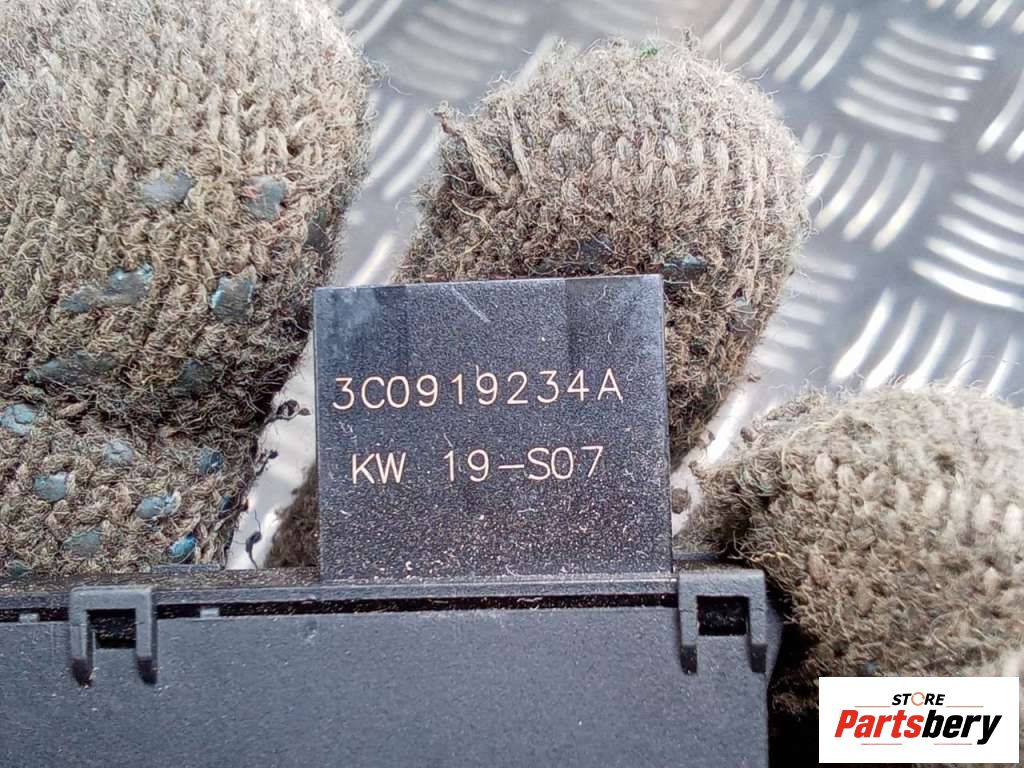 3C0919234A
KW 19-S07
STORE
Partsbery